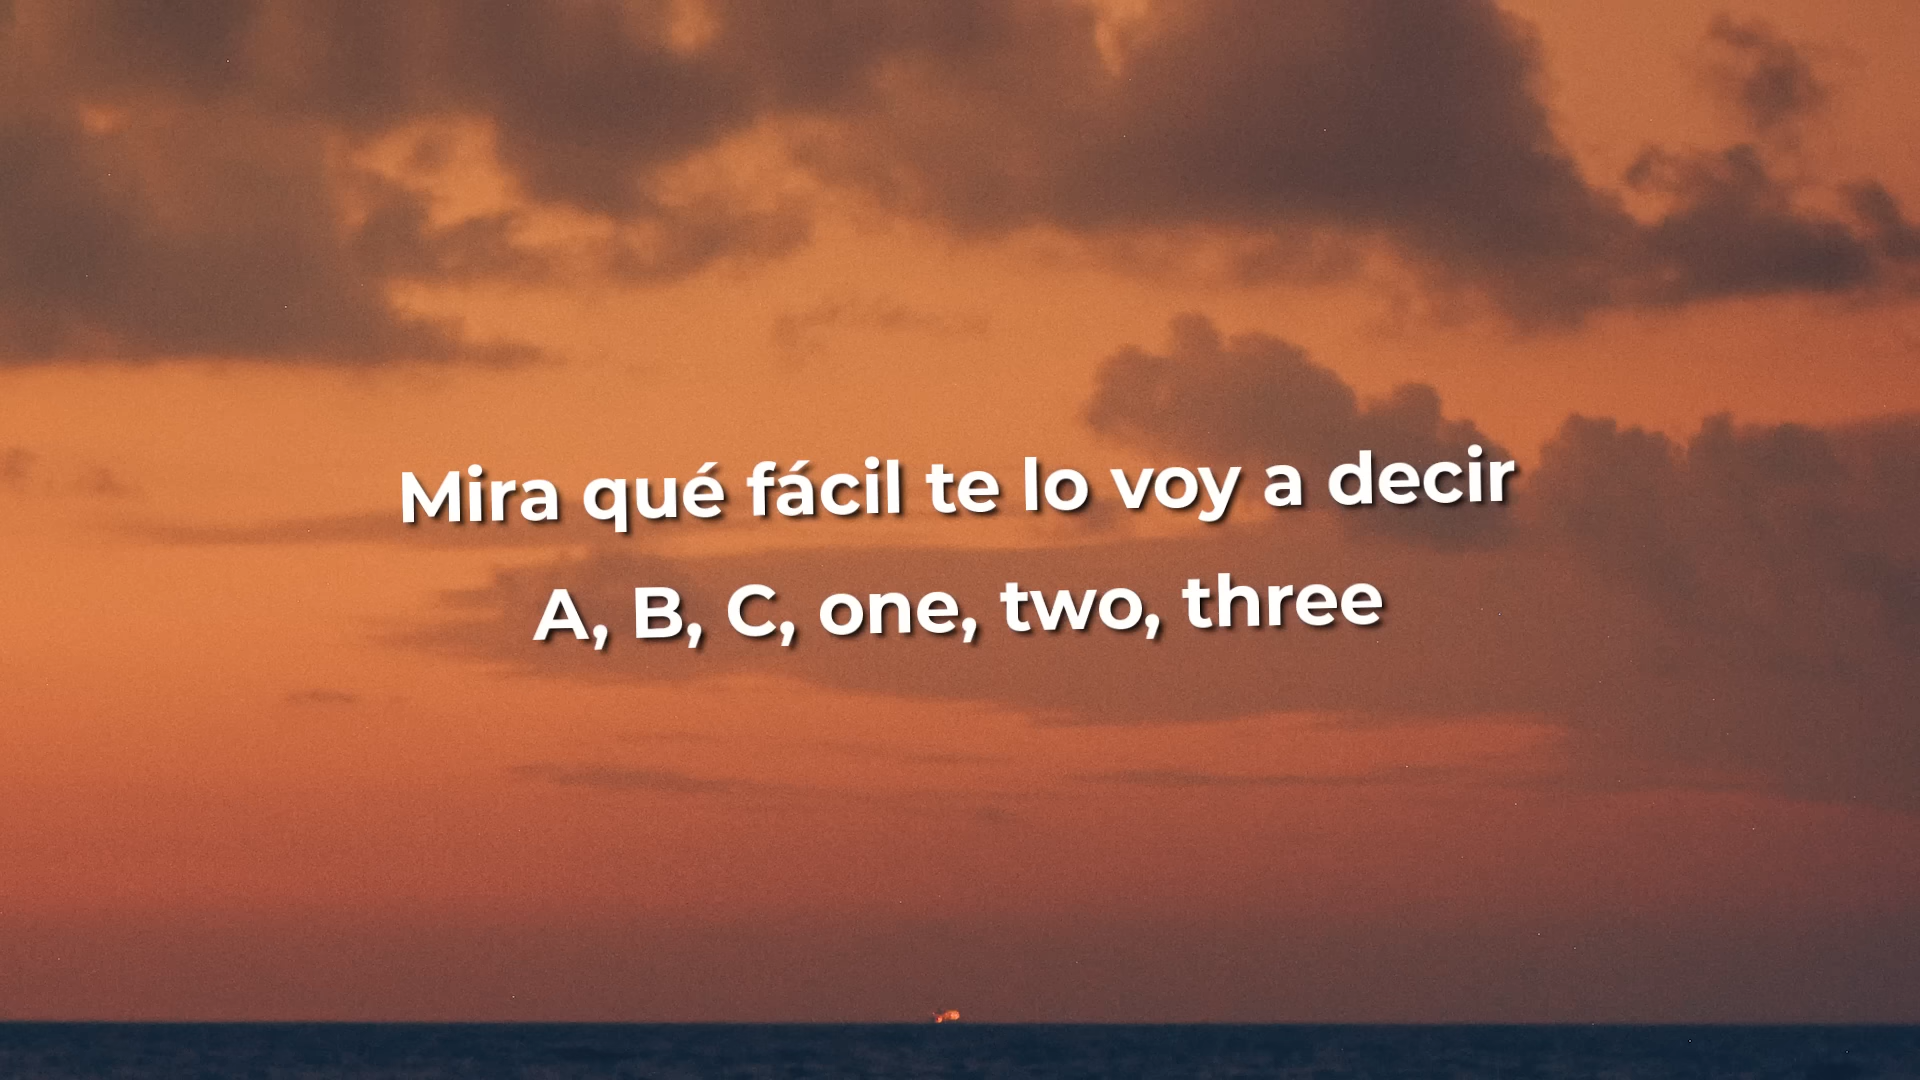 Mira qué fácil te lo voy a decir
A, B, C, one, two, three